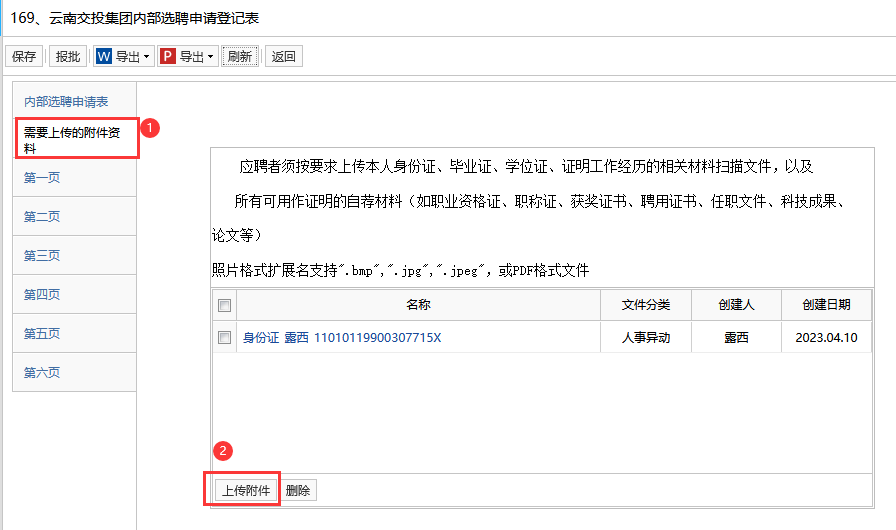 169、云南交投集团内部选聘申请登记表
保存 报批 W 导出 P 导出 刷新 返回
内部选聘申请表
需要上传的附件资
料
1
第一页
第二页
第三页
第四页
第五页
第六页
应聘者须按要求上传本人身份证、毕业证、学位证、证明工作经历的相关材料扫描文件，以及
所有可用作证明的自荐材料（如职业资格证、职称证、获奖证书、聘用证书、任职文件、科技成果、
论文等）
照片格式扩展名支持".bmp",".jpg",".jpeg"，或PDF格式文件
名称 文件分类 创建人 创建日期
身份证 露西 11010119900307715X 人事异动 露西 2023.04.10
2
上传附件 删除